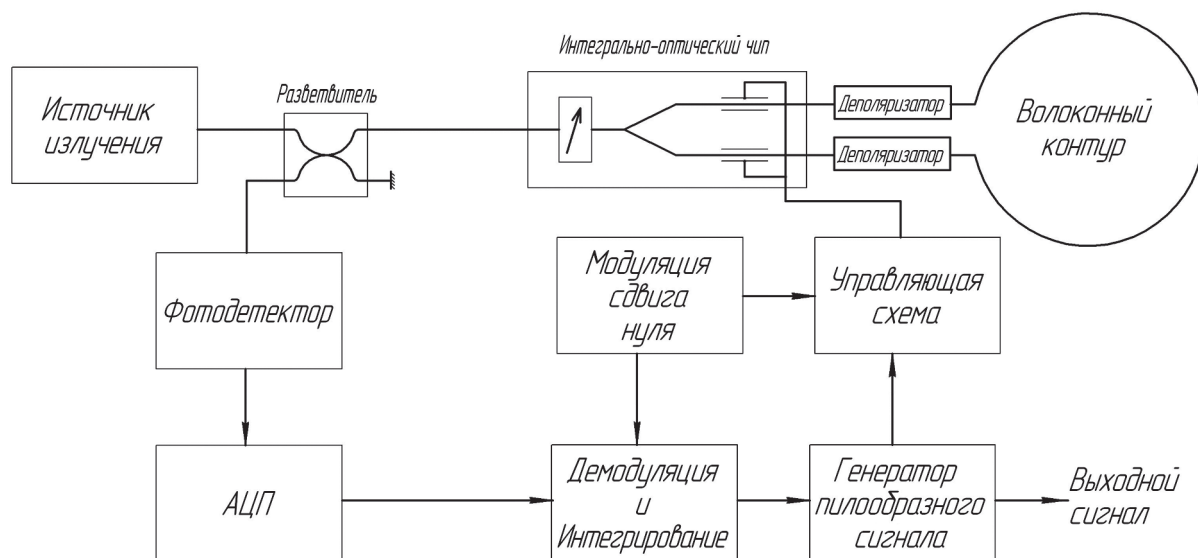 Интегрально-оптический чип
Источник
излучения
Разветвитель
Деполяризатор
Деполяризатор
Волоконный
контур
Фотодетектор
Модуляция
сдвига
нуля
Управляющая
схема
АЦП
Демодуляция
и
Интегрирование
Генератор
пилообразного
сигнала
Выходной
сигнал